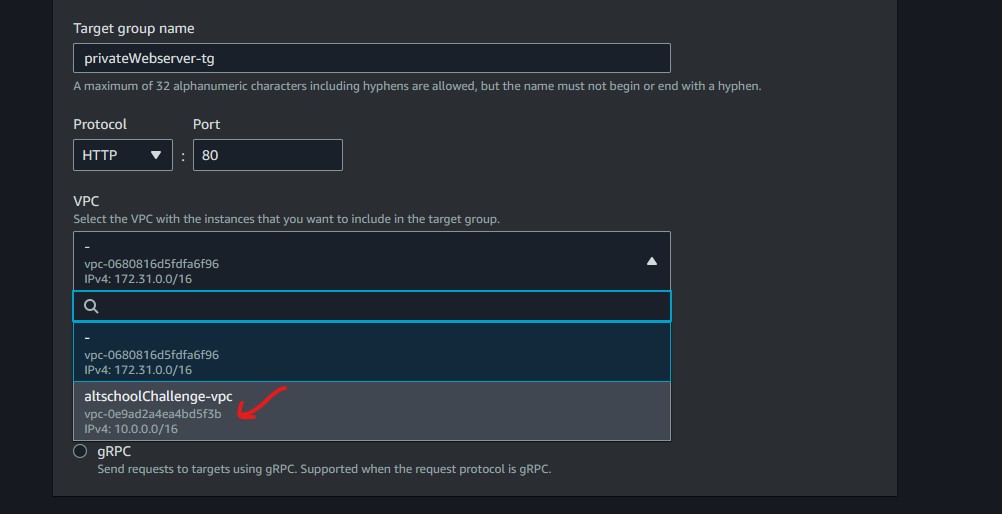 Target group name
privateWebserver-tg
A maximum of 32 alphanumeric characters including hyphens are allowed, but the name must not begin or end with a hyphen.
Protocol Port
HTTP : 80
VPC
Select the VPC with the instances that you want to include in the target group.
-
vpc-0680816d5fdfa6f96
IPv4: 172.31.0.0/16
-
vpc-0680816d5fdfa6f96
IPv4: 172.31.0.0/16
altschoolChallenge-vpc
vpc-0e9ad2a4ea4bd5f3b
IPv4: 10.0.0.0/16
gRPC
Send requests to targets using gRPC. Supported when the request protocol is gRPC.